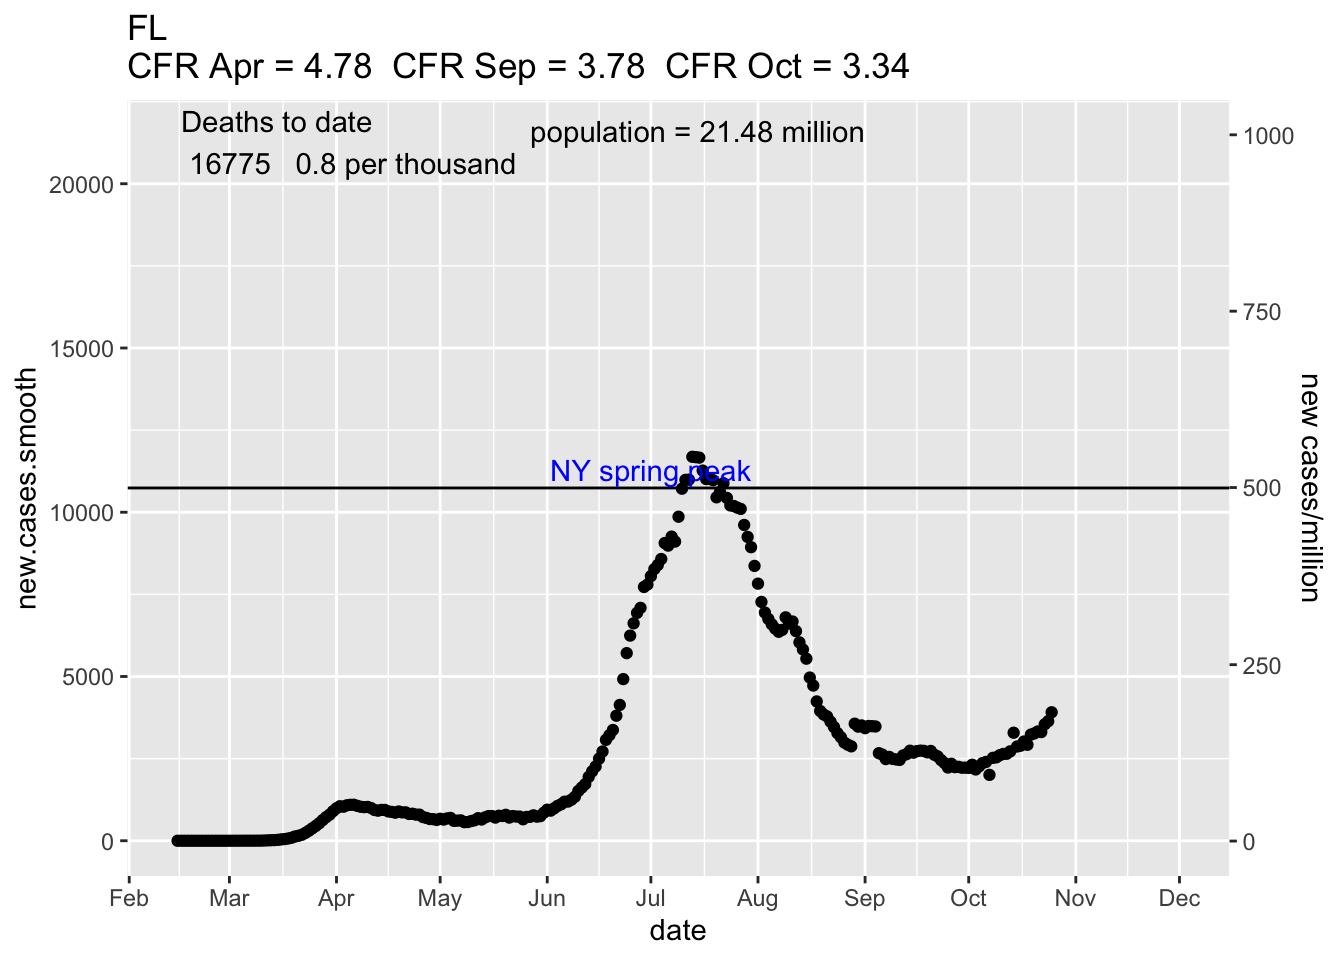 FL
CFR Apr = 4.78  CFR Sep = 3.78  CFR Oct = 3.34
Deaths to date
16775   0.8 per thousand
population = 21.48 million
1000
20000
750
15000
new.cases.smooth
new cases/million
NY spring peak
500
10000
5000
250
0
0
Feb Mar Apr May Jun Jul Aug Sep Oct Nov Dec
date